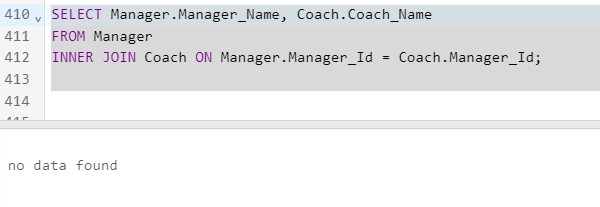 410 SELECT Manager.Manager_Name, Coach.Coach_Name
411 FROM Manager
412 INNER JOIN Coach ON Manager.Manager_Id = Coach.Manager_Id;
413
414
no data found